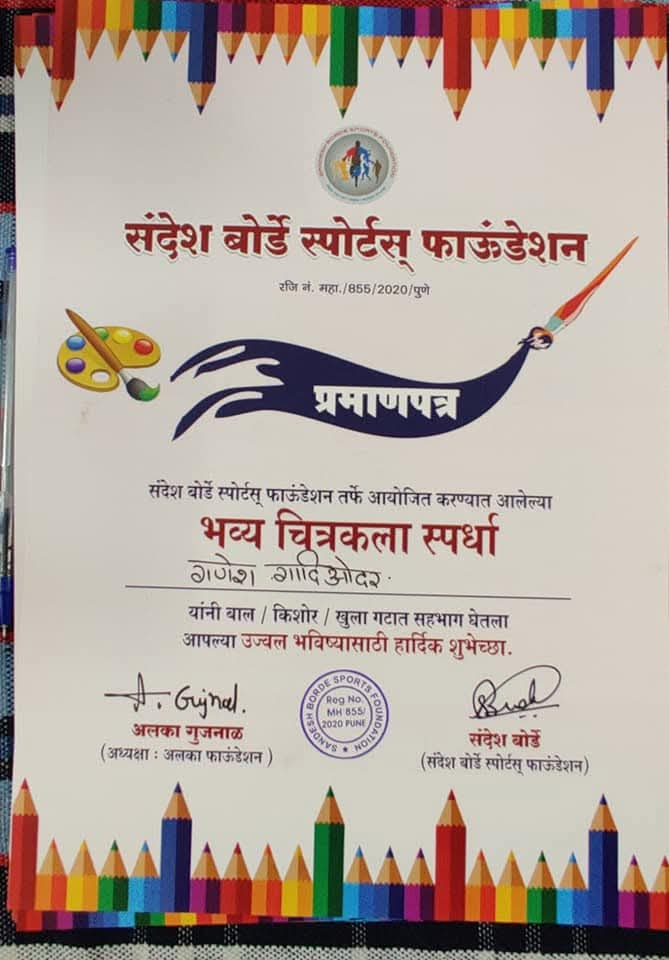 SANDESH BORDE SPORTS FOUNDATION
संदेश बोर्डे स्पोर्टस् फाऊंडेशन
रजि नं. महा./855/2020/पुणे
प्रमाणपत्र
संदेश बोर्डे स्पोर्टस् फाऊंडेशन तर्फे आयोजित करण्यात आलेल्या
भव्य चित्रकला स्पर्धा
गणेश गादिओदर.
यांनी बाल / किशोर / खुला गटात सहभाग घेतला
आपल्या उज्वल भविष्यासाठी हार्दिक शुभेच्छा.
A. Gujnal.
अलका गुजनाळ
(अध्यक्षा : अलका फाऊंडेशन )
SANDESH BORDE SPORTS FOUNDATION
Reg No.
MH 855/
2020 PUNE
संदेश बोर्डे
(संदेश बोर्डे स्पोर्टस् फाऊंडेशन)